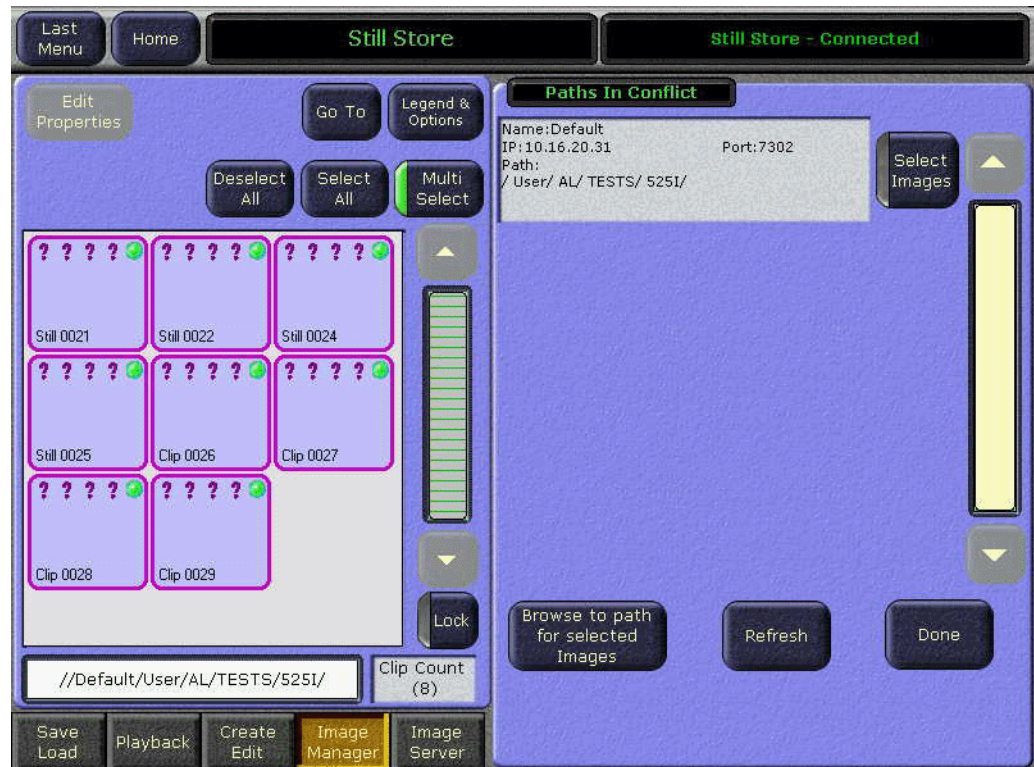 Last Menu
Home
Still Store
Still Store - Connected
Edit Properties
Go To
Legend & Options
Deselect All
Select All
Multi Select
? ? ? ?
? ? ? ?
? ? ? ?
Still 0021
Still 0022
Still 0024
? ? ? ?
? ? ? ?
? ? ? ?
Still 0025
Clip 0026
Clip 0027
? ? ? ?
? ? ? ?
Clip 0028
Clip 0029
Lock
//Default/User/AL/TESTS/525I/
Clip Count
(8)
Save Load
Playback
Create Edit
Image Manager
Image Server
Paths In Conflict
Name:Default
IP:10.16.20.31 Port:7302
Path:
/ User/ AL/ TESTS/ 525I/
Select Images
Browse to path
for selected
Images
Refresh
Done